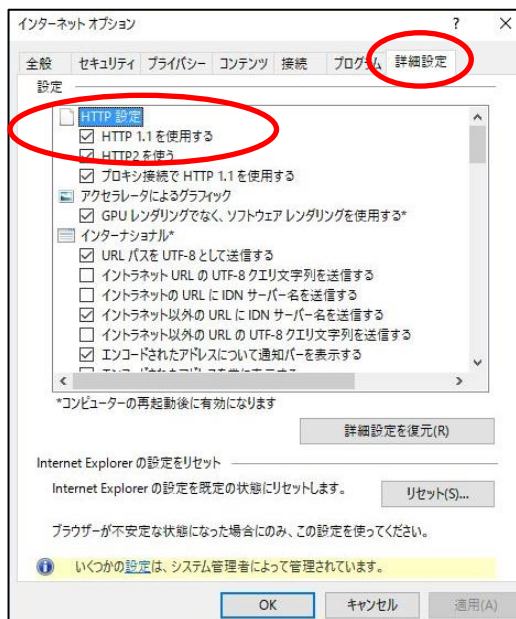 インターネット オプション
? ×
全般 セキュリティ プライバシー コンテンツ 接続 プログラム 詳細設定
設定
HTTP 設定
HTTP 1.1 を使用する
HTTP2 を使う
プロキシ接続で HTTP 1.1 を使用する
アクセラレータによるグラフィック
GPU レンダリングでなく、ソフトウェア レンダリングを使用する*
インターナショナル*
URL パスを UTF-8 として送信する
イントラネット URL の UTF-8 クエリ文字列を送信する
イントラネットの URL に IDN サーバー名を送信する
イントラネット以外の URL に IDN サーバー名を送信する
イントラネット以外の URL の UTF-8 クエリ文字列を送信する
エンコードされたアドレスについて通知バーを表示する
*コンピューターの再起動後に有効になります
詳細設定を復元(R)
Internet Explorer の設定をリセット
Internet Explorer の設定を既定の状態にリセットします。
リセット(S)...
ブラウザーが不安定な状態になった場合にのみ、この設定を使ってください。
いくつかの設定は、システム管理者によって管理されています。
OK キャンセル 適用(A)